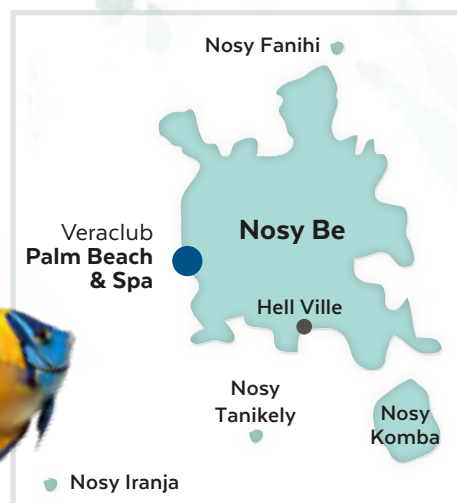 Nosy Fanihi
Veraclub
Palm Beach
& Spa
Nosy Be
Hell Ville
Nosy
Tanikely
Nosy
Komba
Nosy Iranja